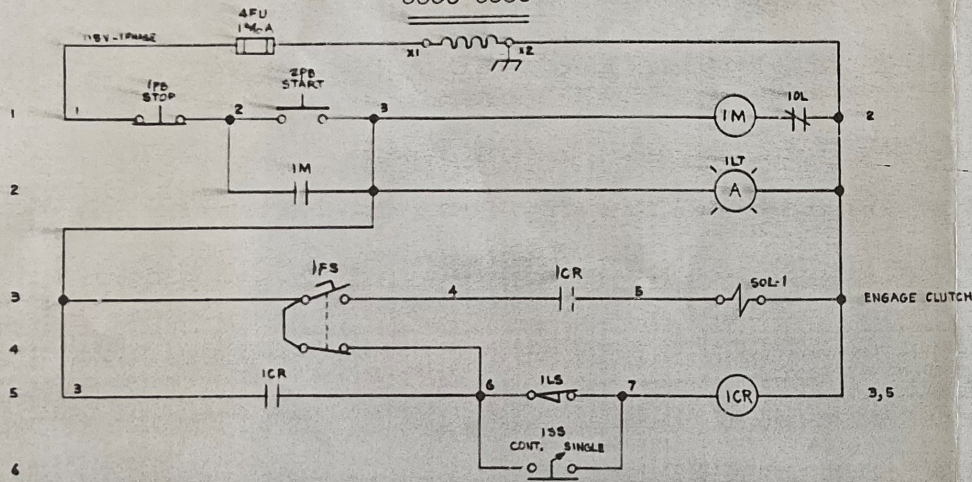 4FU
115V-1PHASE
X1 X2
1PB
STOP
2PB
START
1 1 2 3 1M 1OL 2
1LT
2 1M A
1FS
1CR
3 4 5 SOL-1 ENGAGE CLUTCH
4
1CR
5 3 6 1LS 7 1CR 3,5
1SS
CONT. SINGLE
6